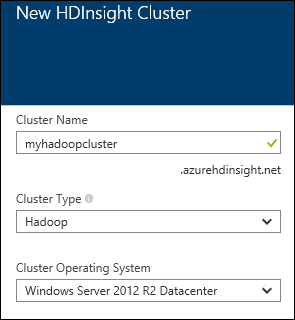 New HDInsight Cluster
Cluster Name
myhadoopcluster
.azurehdinsight.net
Cluster Type
Hadoop
Cluster Operating System
Windows Server 2012 R2 Datacenter